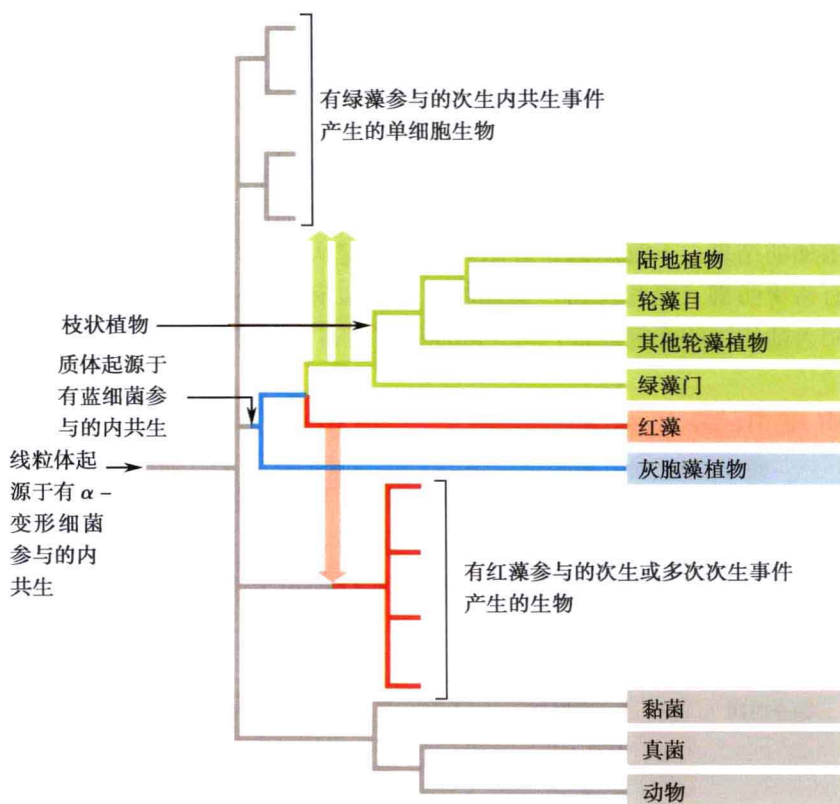 有绿藻参与的次生内共生事件
产生的单细胞生物
陆地植物
轮藻目
枝状植物
其他轮藻植物
质体起源于
有蓝细菌参
与的内共生
绿藻门
红藻
线粒体起
源于有α-
变形细菌
参与的内
共生
灰胞藻植物
有红藻参与的次生或多次次生事件
产生的生物
黏菌
真菌
动物